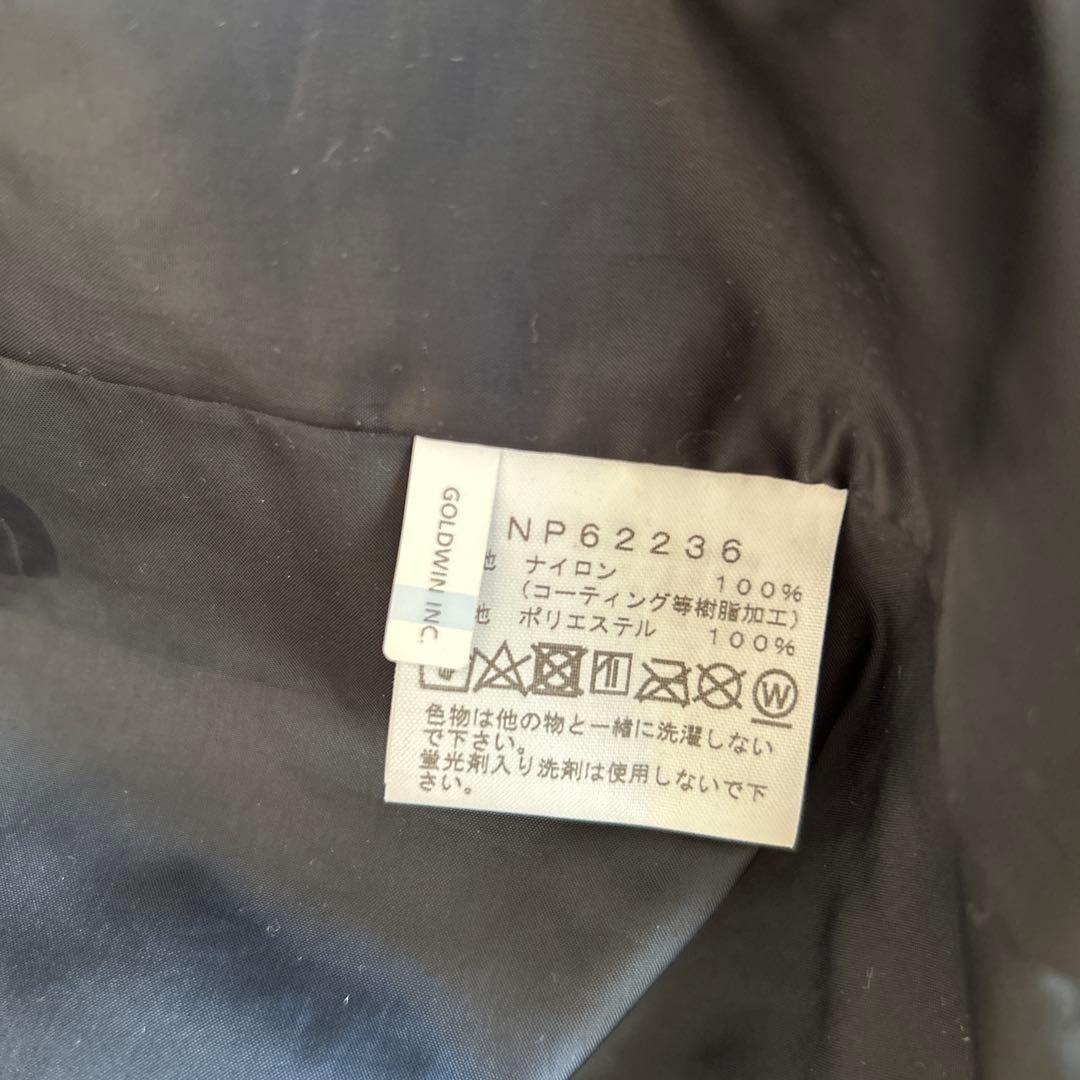 GOLDWIN INC.
NP62236
地 ナイロン 100%
(コーティング等樹脂加工)
地 ポリエステル 100%
W
色物は他の物と一緒に洗濯しない
で下さい。
蛍光剤入り洗剤は使用しないで下
さい。